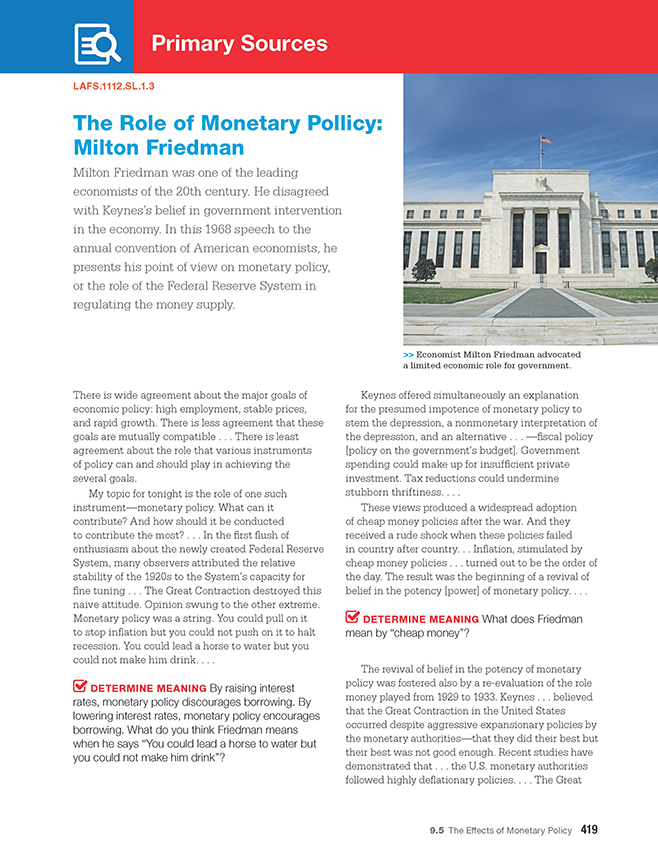 Primary Sources
LAFS.1112.SL.1.3
The Role of Monetary Pollicy:
Milton Friedman
Milton Friedman was one of the leading
economists of the 20th century. He disagreed
with Keynes’s belief in government intervention
in the economy. In this 1968 speech to the
annual convention of American economists, he
presents his point of view on monetary policy,
or the role of the Federal Reserve System in
regulating the money supply.
>> Economist Milton Friedman advocated
a limited economic role for government.
There is wide agreement about the major goals of
economic policy: high employment, stable prices,
and rapid growth. There is less agreement that these
goals are mutually compatible . . . There is least
agreement about the role that various instruments
of policy can and should play in achieving the
several goals.
My topic for tonight is the role of one such
instrument—monetary policy. What can it
contribute? And how should it be conducted
to contribute the most? . . . In the first flush of
enthusiasm about the newly created Federal Reserve
System, many observers attributed the relative
stability of the 1920s to the System’s capacity for
fine tuning . . . The Great Contraction destroyed this
naive attitude. Opinion swung to the other extreme.
Monetary policy was a string. You could pull on it
to stop inflation but you could not push on it to halt
recession. You could lead a horse to water but you
could not make him drink. . . .
DETERMINE MEANING By raising interest
rates, monetary policy discourages borrowing. By
lowering interest rates, monetary policy encourages
borrowing. What do you think Friedman means
when he says “You could lead a horse to water but
you could not make him drink”?
Keynes offered simultaneously an explanation
for the presumed impotence of monetary policy to
stem the depression, a nonmonetary interpretation of
the depression, and an alternative . . . —fiscal policy
[policy on the government’s budget]. Government
spending could make up for insufficient private
investment. Tax reductions could undermine
stubborn thriftiness. . . .
These views produced a widespread adoption
of cheap money policies after the war. And they
received a rude shock when these policies failed
in country after country. . . Inflation, stimulated by
cheap money policies . . . turned out to be the order of
the day. The result was the beginning of a revival of
belief in the potency [power] of monetary policy. . . .
DETERMINE MEANING What does Friedman
mean by “cheap money”?
The revival of belief in the potency of monetary
policy was fostered also by a re-evaluation of the role
money played from 1929 to 1933. Keynes . . . believed
that the Great Contraction in the United States
occurred despite aggressive expansionary policies by
the monetary authorities—that they did their best but
their best was not good enough. Recent studies have
demonstrated that . . . the U.S. monetary authorities
followed highly deflationary policies. . . . The Great
9.5 The Effects of Monetary Policy 419